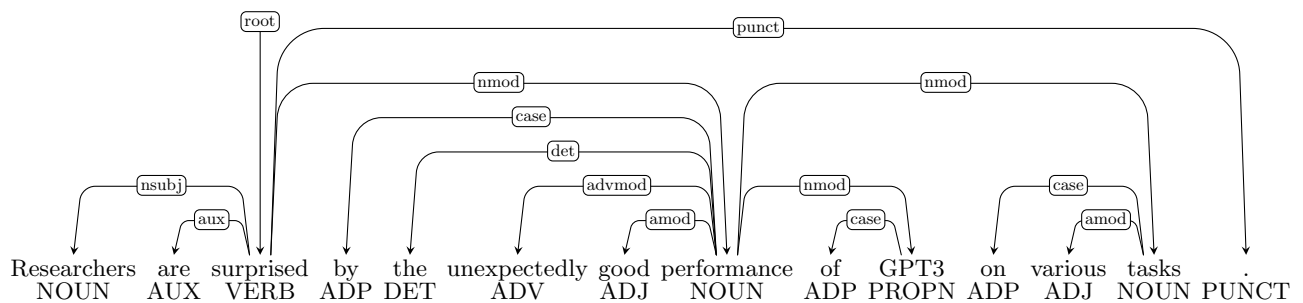 root
punct
nmod nmod
case
det
nsubj advmod nmod case
aux amod case amod
Researchers are surprised by the unexpectedly good performance of GPT3 on various tasks .
NOUN AUX VERB ADP DET ADV ADJ NOUN ADP PROPN ADP ADJ NOUN PUNCT